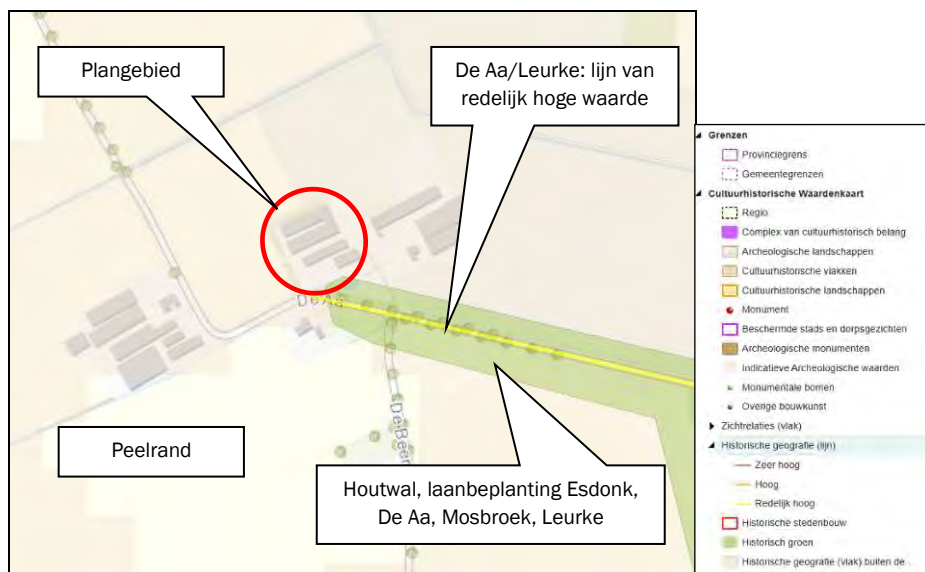 Plangebied
De Aa/Leurke: lijn van
redelijk hoge waarde
De Aa
De Beer
Peelrand
Houtwal, laanbeplanting Esdonk,
De Aa, Mosbroek, Leurke
Grenzen
Provinciegrens
Gemeentegrenzen
Cultuurhistorische Waardenkaart
Regio
Complex van cultuurhistorisch belang
Archeologische landschappen
Cultuurhistorische vlakken
Cultuurhistorische landschappen
Monument
Beschermde stads en dorpsgezichten
Archeologische monumenten
Indicatieve Archeologische waarden
Monumentale bomen
Overige bouwkunst
Zichtrelaties (vlak)
Historische geografie (lijn)
Zeer hoog
Hoog
Redelijk hoog
Historische stedenbouw
Historisch groen
Historische geografie (vlak) buiten de...